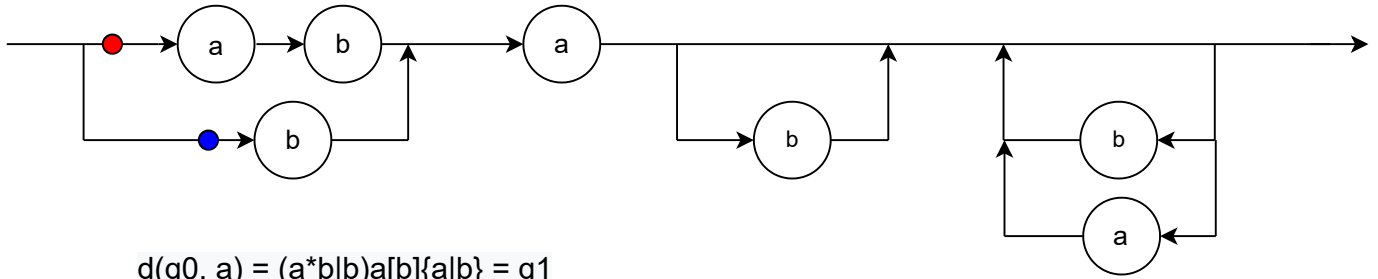 a b a
b b b
a
d(q0, a) = (a*b|b)a[b]{a|b} = q1